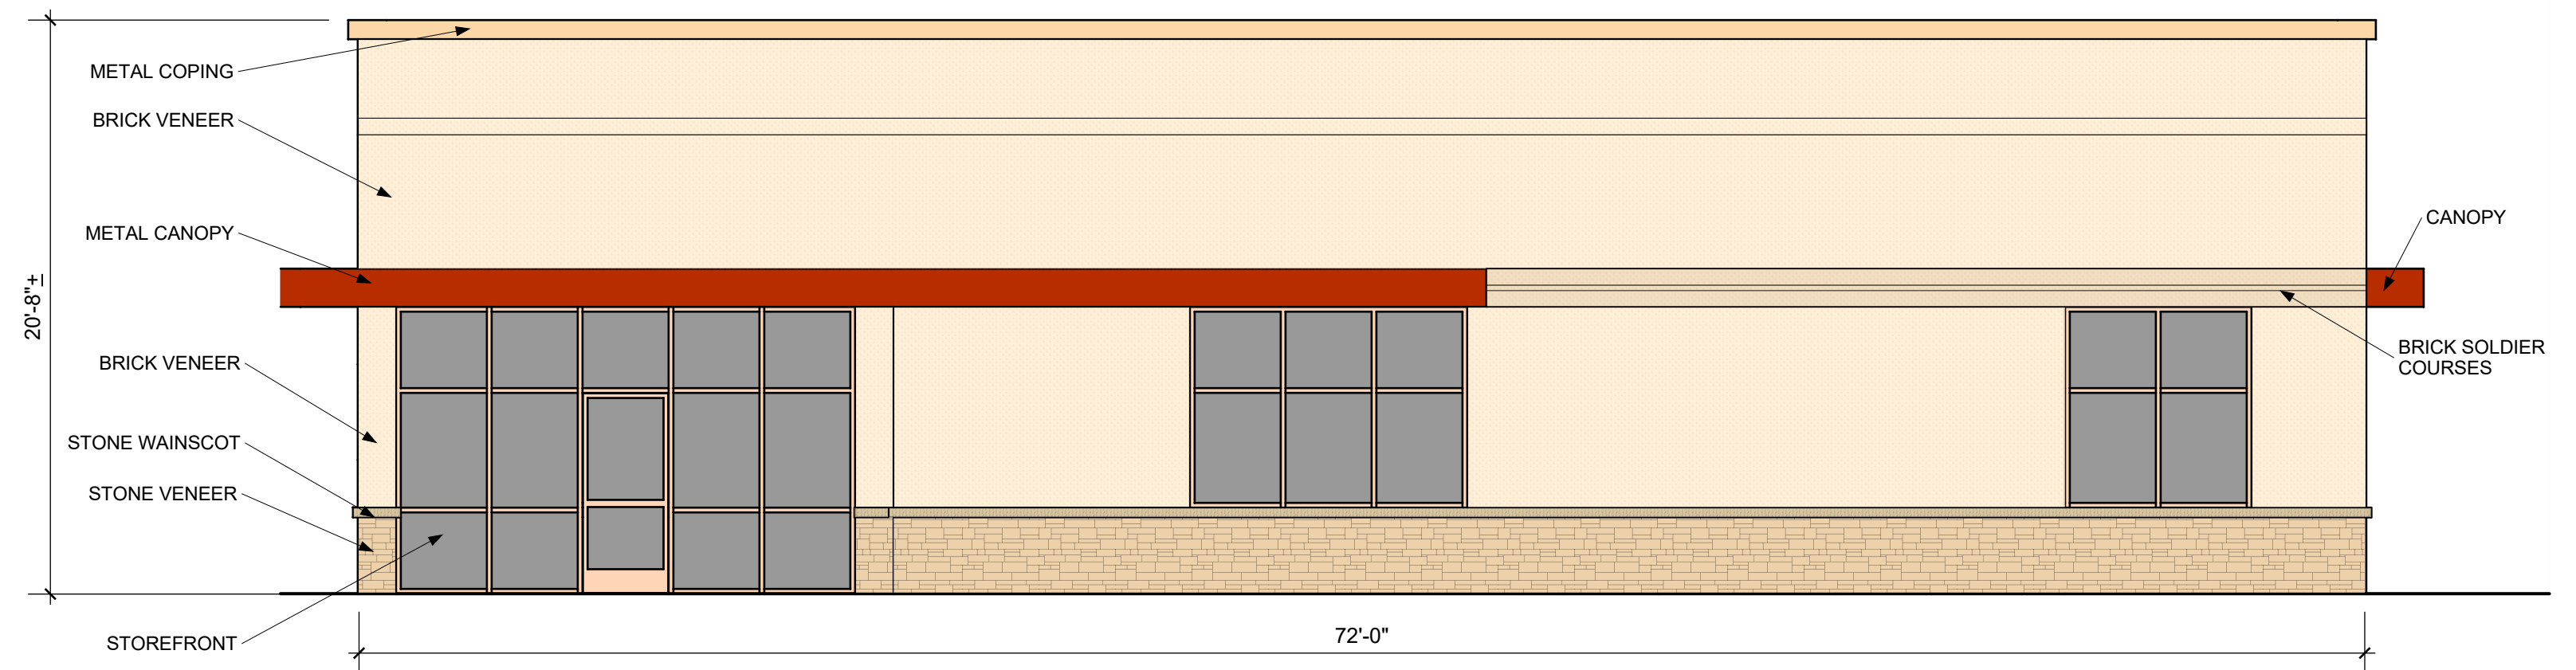 METAL COPING
BRICK VENEER
METAL CANOPY
CANOPY
20'-8"±
BRICK VENEER
BRICK SOLDIER
COURSES
STONE WAINSCOT
STONE VENEER
STOREFRONT
72'-0"